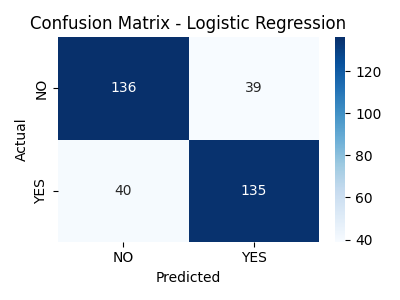 Confusion Matrix - Logistic Regression
NO
136
39
120
100
80
60
40
Actual
YES
40
135
NO
YES
Predicted